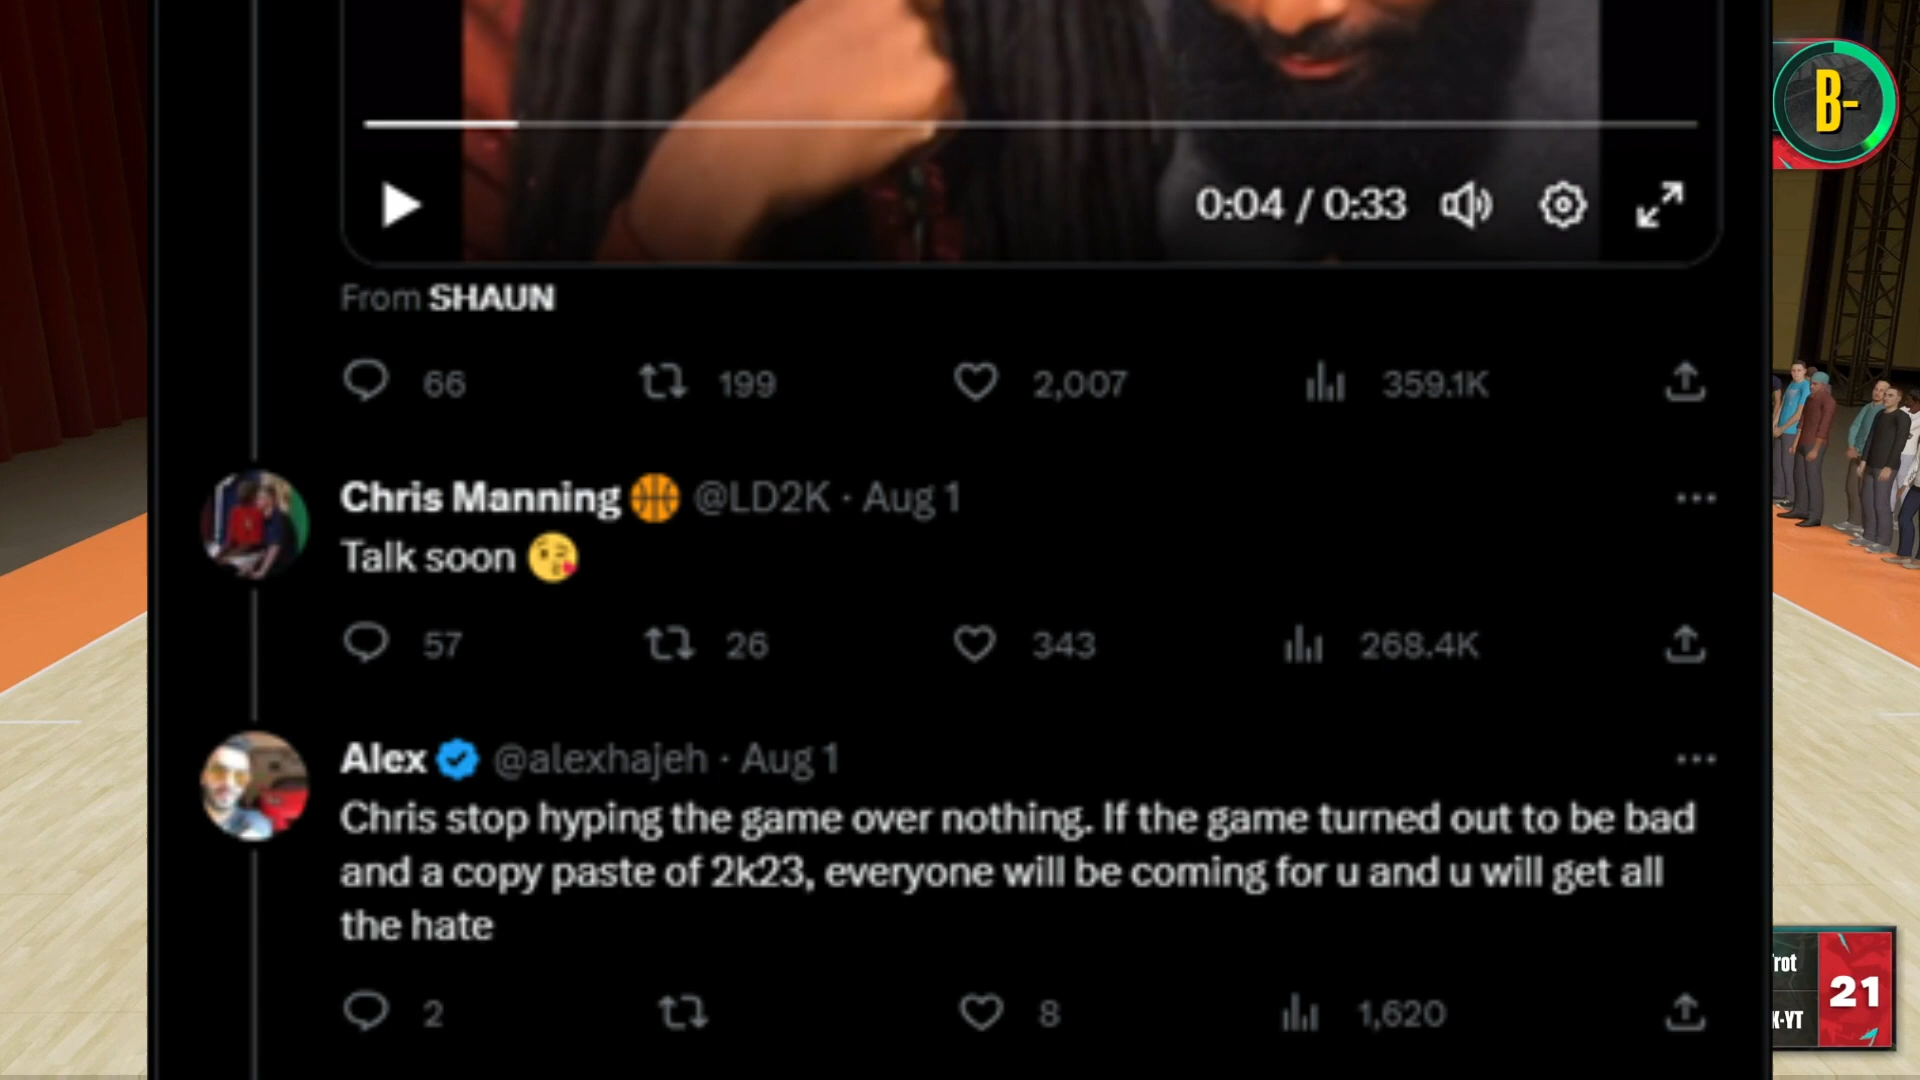 B-
0:04 / 0:33
From SHAUN
66 199 2,007 359.1K
Chris Manning 🏀 @LD2K · Aug 1
Talk soon 😘
57 26 343 268.4K
Alex @alexhajeh · Aug 1
Chris stop hyping the game over nothing. If the game turned out to be bad
and a copy paste of 2k23, everyone will be coming for u and u will get all
the hate
2 8 1,620
rot
21
K-YT